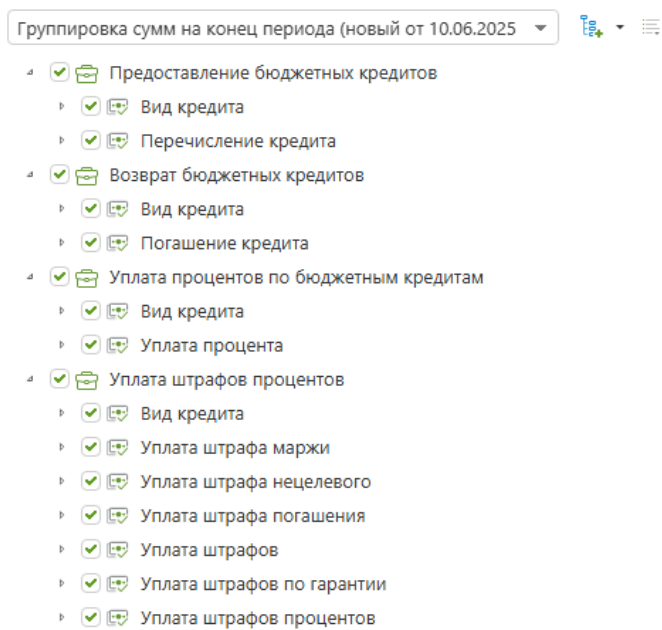 Группировка сумм на конец периода (новый от 10.06.2025
Предоставление бюджетных кредитов
Вид кредита
Перечисление кредита
Возврат бюджетных кредитов
Вид кредита
Погашение кредита
Уплата процентов по бюджетным кредитам
Вид кредита
Уплата процента
Уплата штрафов процентов
Вид кредита
Уплата штрафа маржи
Уплата штрафа нецелевого
Уплата штрафа погашения
Уплата штрафов
Уплата штрафов по гарантии
Уплата штрафов процентов